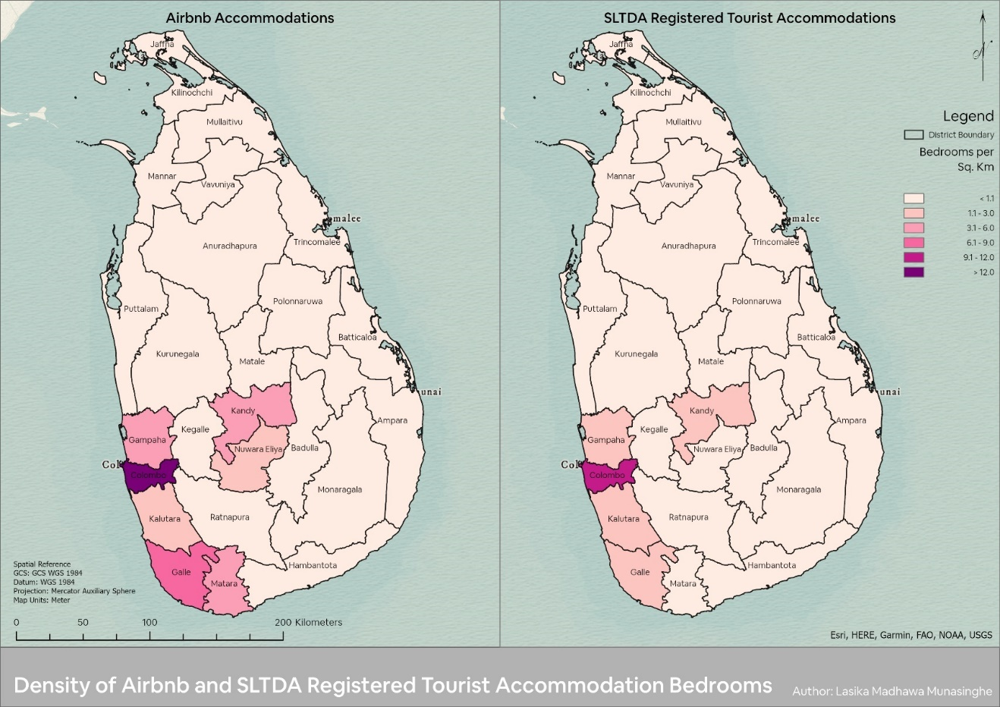 Airbnb Accommodations
Jaffna
Kilinochchi
Mullaitivu
Mannar
Vavuniya
malee
Anuradhapura
Trincomalee
Polonnaruwa
Puttalam
Batticaloa
Kurunegala
Matale
unai
Kandy
Ampara
Kegalle
Gampaha
Nuwara Eliya
Badulla
Col
Colombo
Monaragala
Kalutara
Ratnapura
Hambantota
Galle
Matara
Spatial Reference
GCS: GCS WGS 1984
Datum: WGS 1984
Projection: Mercator Auxiliary Sphere
Map Units: Meter
0 50 100 200 Kilometers
SLTDA Registered Tourist Accommodations
N
Jaffna
Kilinochchi
Mullaitivu
Mannar
Vavuniya
malee
Anuradhapura
Trincomalee
Polonnaruwa
Puttalam
Batticaloa
Kurunegala
Matale
unai
Kandy
Ampara
Kegalle
Gampaha
Nuwara Eliya
Badulla
Col
Colombo
Monaragala
Kalutara
Ratnapura
Hambantota
Galle
Matara
Legend
District Boundary
Bedrooms per
Sq. Km
< 1.1
1.1 - 3.0
3.1 - 6.0
6.1 - 9.0
9.1 - 12.0
> 12.0
Esri, HERE, Garmin, FAO, NOAA, USGS
Density of Airbnb and SLTDA Registered Tourist Accommodation Bedrooms
Author: Lasika Madhawa Munasinghe